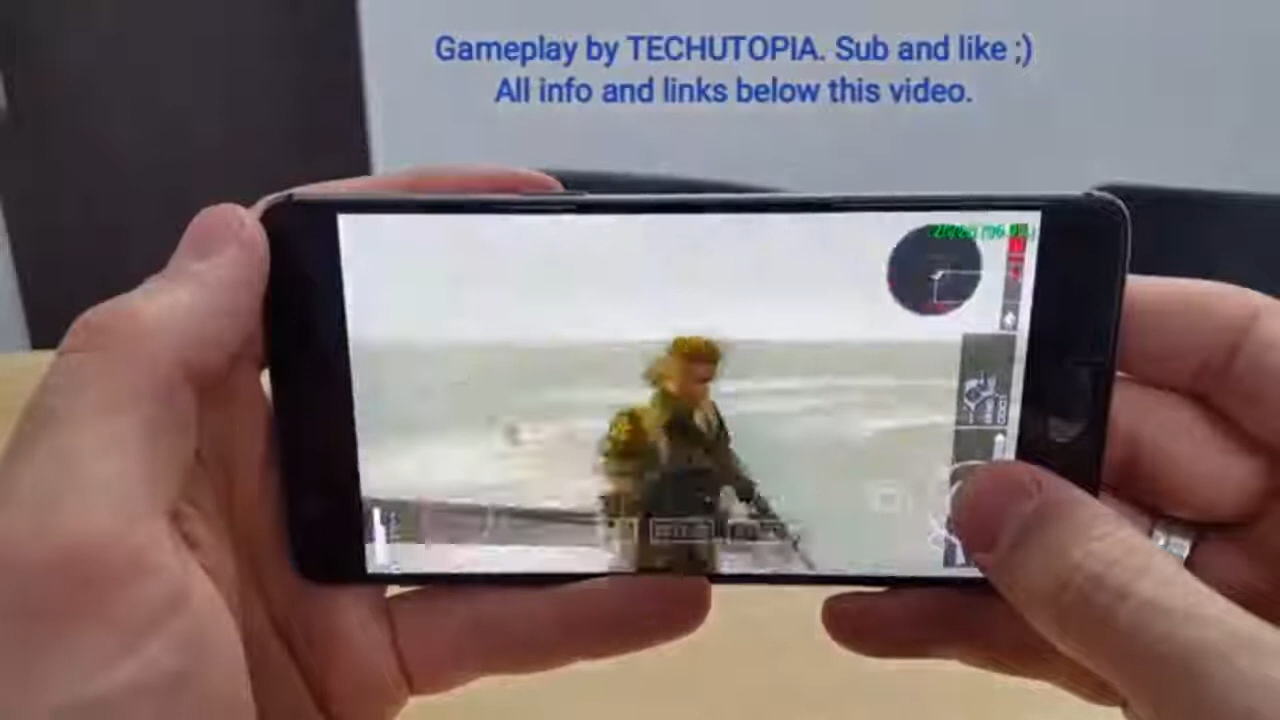 Gameplay by TECHUTOPIA. Sub and like ;)
All info and links below this video.